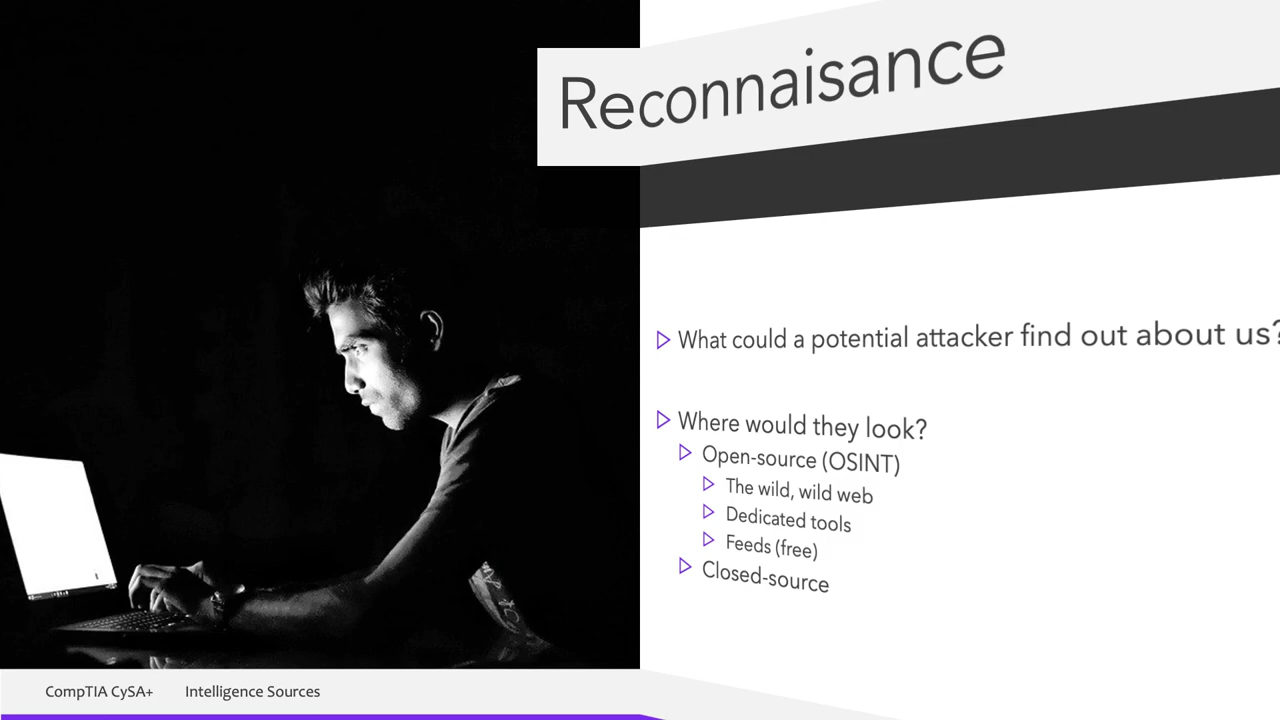 Reconnaisance
What could a potential attacker find out about us?
Where would they look?
Open-source (OSINT)
The wild, wild web
Dedicated tools
Feeds (free)
Closed-source
CompTIA CySA+ Intelligence Sources